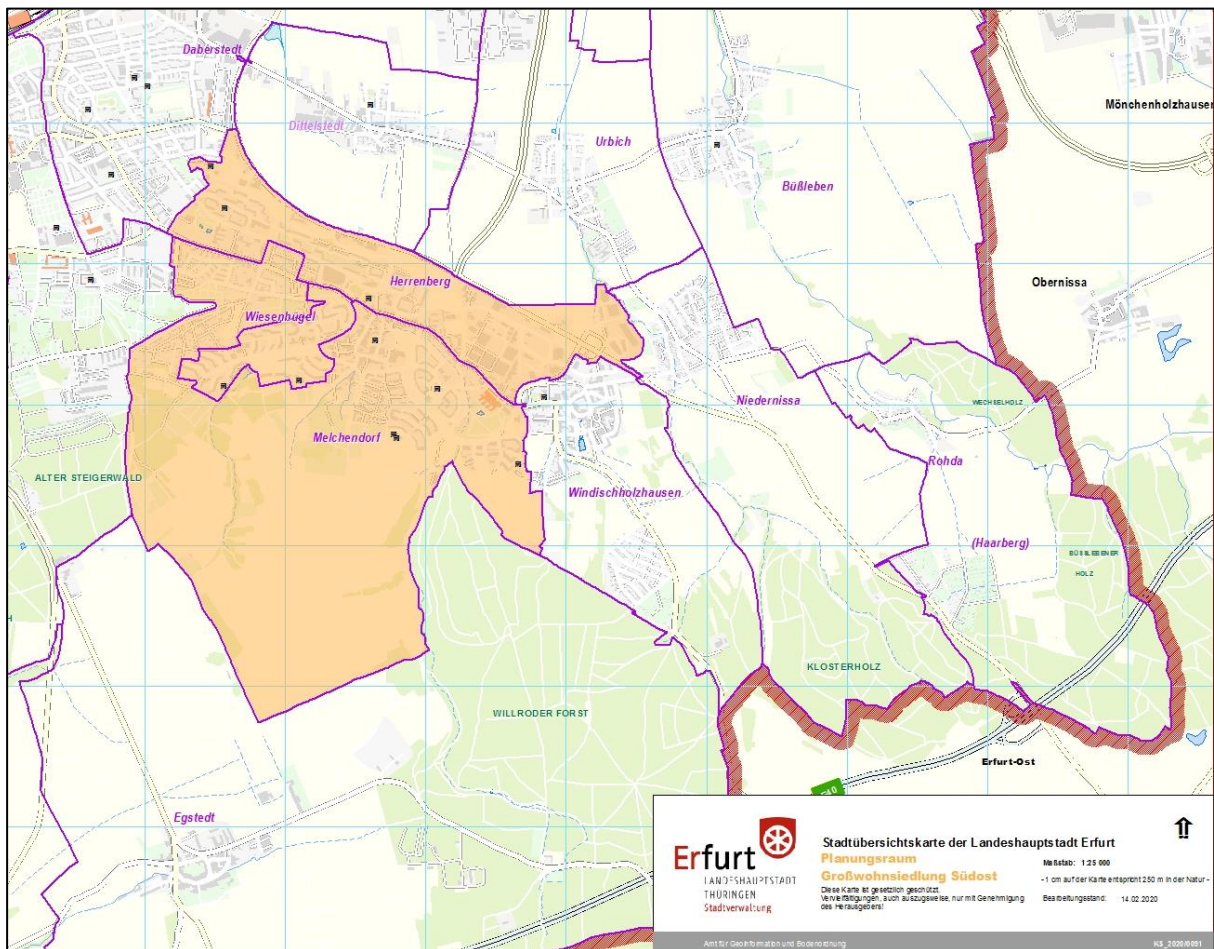 Daberstedt
Dittelstedt
Urbich
Büßleben
Mönchenholzhausen
Obernissa
Herrenberg
Wiesenhügel
Melchendorf
Niedernissa
WECHSELHOLZ
Rohda
(Haarberg)
ALTER STEIGERWALD
Windischholzhausen
BÜßLEBENER
HOLZ
KLOSTERHOLZ
WILLRODER FORST
Erfurt-Ost
Egstedt
Erfurt
LANDESHAUPTSTADT
THÜRINGEN
Stadtverwaltung
Stadtübersichtskarte der Landeshauptstadt Erfurt
Planungsraum
Großwohnsiedlung Südost
Diese Karte ist gesetzlich geschützt.
Vervielfältigungen, auch auszugsweise, nur mit Genehmigung
des Herausgebers!
Maßstab: 1:25 000
- 1 cm auf der Karte entspricht 250 m in der Natur -
Bearbeitungsstand: 14.02.2020
Amt für Geoinformation und Bodenordnung
KS_2020/0091